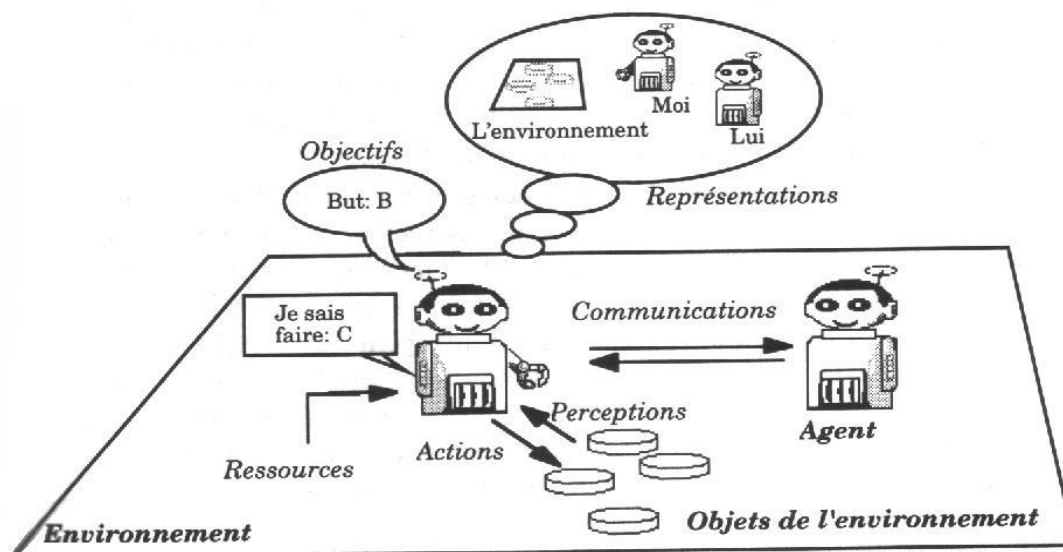 Moi
L'environnement
Lui
Objectifs
But: B
Représentations
Je sais
faire: C
Communications
Perceptions
Agent
Actions
Ressources
Objets de l'environnement
Environnement